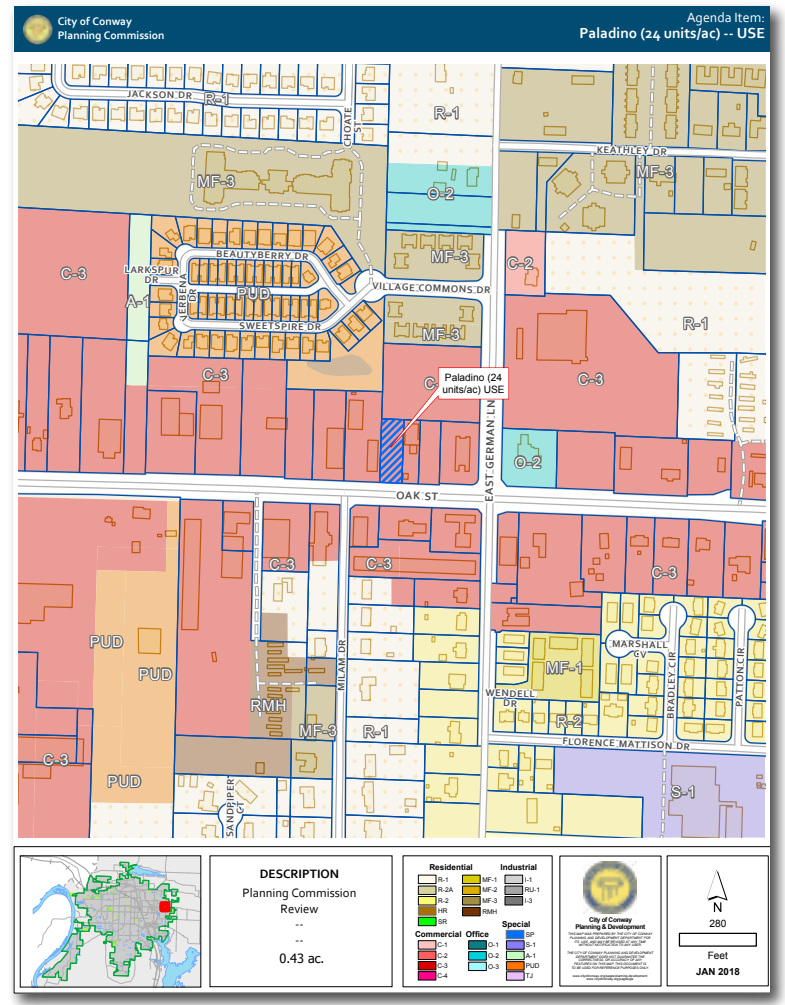 City of Conway
Planning Commission
Agenda Item:
Paladino (24 units/ac) -- USE
JACKSON DR
R-1
CHOATE ST
R-1
KEATHLEY DR
MF-3
MF-3
O-2
BEAUTYBERRY DR
MF-3
C-2
C-3
LARKSPUR DR
VERBENA DR
PUD
VILLAGE COMMONS DR
A-1
SWEETSPIRE DR
MF-3
R-1
C-3
C-3
Paladino (24
units/ac) USE
EAST GERMAN LN
O-2
OAK ST
C-3
C-3
C-3
PUD
PUD
MILAM DR
MARSHALL CV
BRADLEY CIR
PATTON CIR
MF-1
RMH
WENDELL DR
R-2
MF-3
R-1
FLORENCE MATTISON DR
C-3
PUD
SANDPIPER CT
S-1
DESCRIPTION
Planning Commission
Review
--
--
0.43 ac.
Residential
R-1
R-2A
R-2
HR
SR
MF-1
MF-2
MF-3
RMH
Industrial
I-1
RU-1
I-3
Commercial
C-1
C-2
C-3
C-4
Office
O-1
O-2
O-3
Special
SP
S-1
A-1
PUD
TJ
City of Conway
Planning & Development
N
280
Feet
JAN 2018